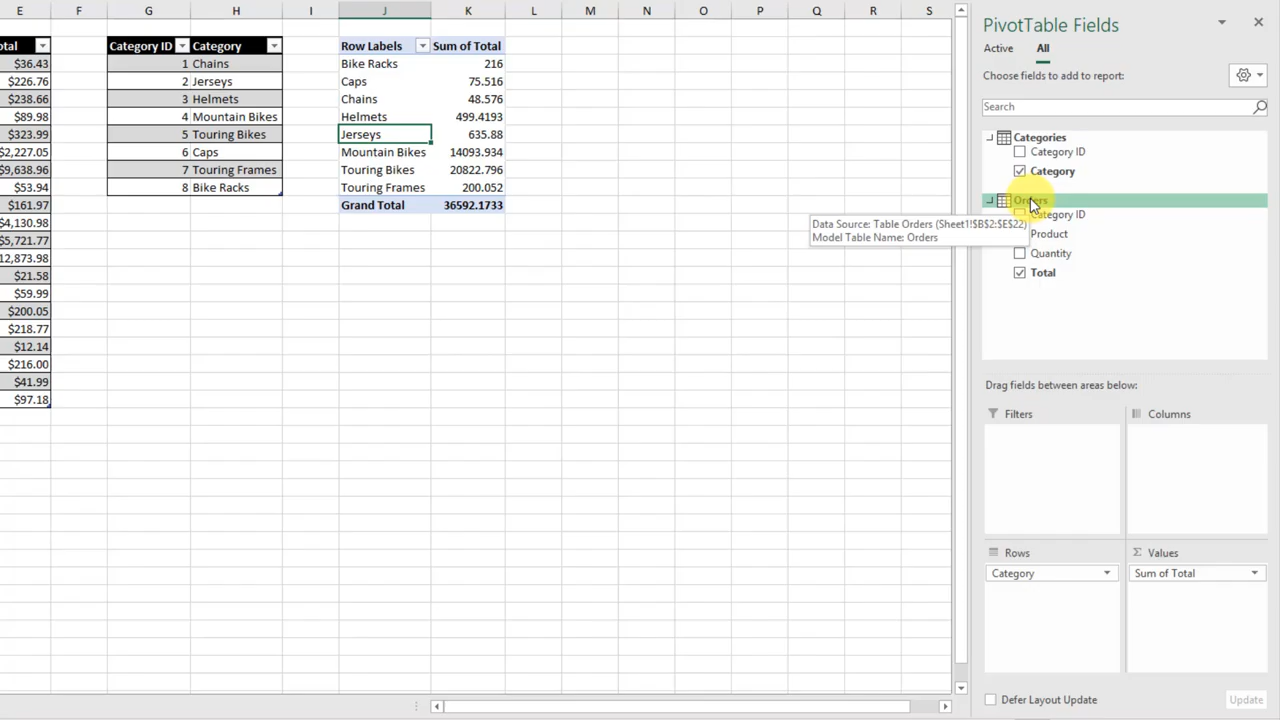 E F G H I J K L M N O P Q R S
otal Category ID Category
$36.43 1 Chains
$226.76 2 Jerseys
$238.66 3 Helmets
$89.98 4 Mountain Bikes
$323.99 5 Touring Bikes
$2,227.05 6 Caps
$9,638.96 7 Touring Frames
$53.94 8 Bike Racks
$161.97
$4,130.98
$5,721.77
12,873.98
$21.58
$59.99
$200.05
$218.77
$12.14
$216.00
$41.99
$97.18
Row Labels Sum of Total
Bike Racks 216
Caps 75.516
Chains 48.576
Helmets 499.4193
Jerseys 635.88
Mountain Bikes 14093.934
Touring Bikes 20822.796
Touring Frames 200.052
Grand Total 36592.1733
PivotTable Fields
Active All
Choose fields to add to report:
Search
Categories
Category ID
Category
Orders
Category ID
Data Source: Table Orders (Sheet1!$B$2:$E$22)
Model Table Name: Orders
Product
Quantity
Total
Drag fields between areas below:
Filters Columns
Rows Σ Values
Category Sum of Total
Defer Layout Update Update